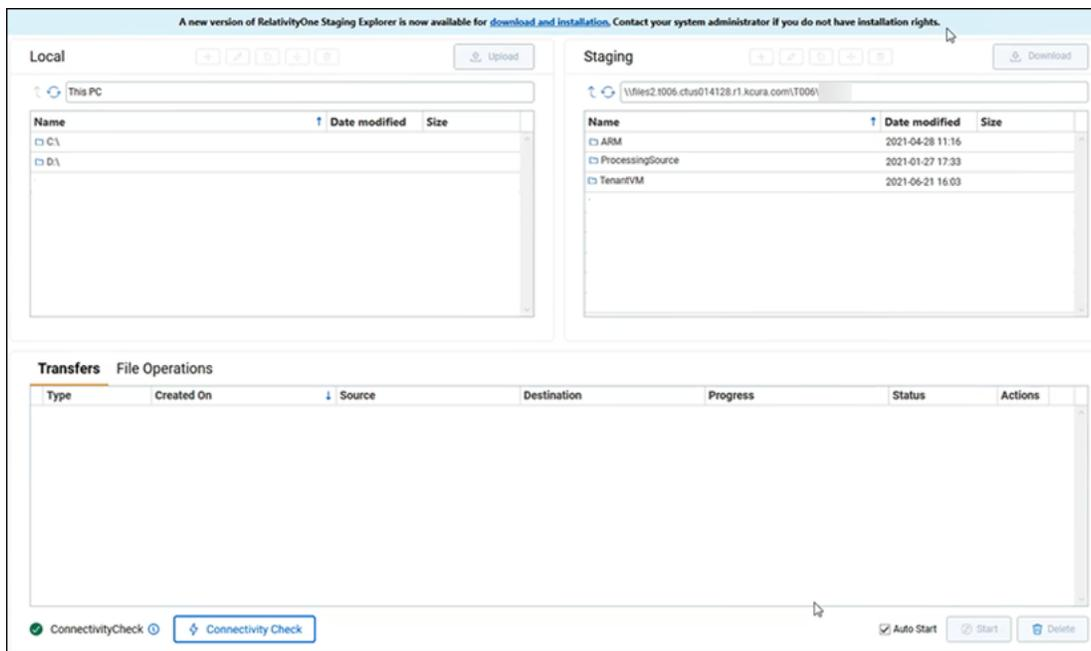 A new version of RelativityOne Staging Explorer is now available for download and installation. Contact your system administrator if you do not have installation rights.
Local
Upload
This PC
Name Date modified Size
C:\
D:\
Staging
Download
\\files2.t006.ctus014128.r1.kcura.com\T006\
Name Date modified Size
ARM 2021-04-28 11:16
ProcessingSource 2021-01-27 17:33
TenantVM 2021-06-21 16:03
Transfers File Operations
Type Created On Source Destination Progress Status Actions
ConnectivityCheck Connectivity Check Auto Start Start Delete